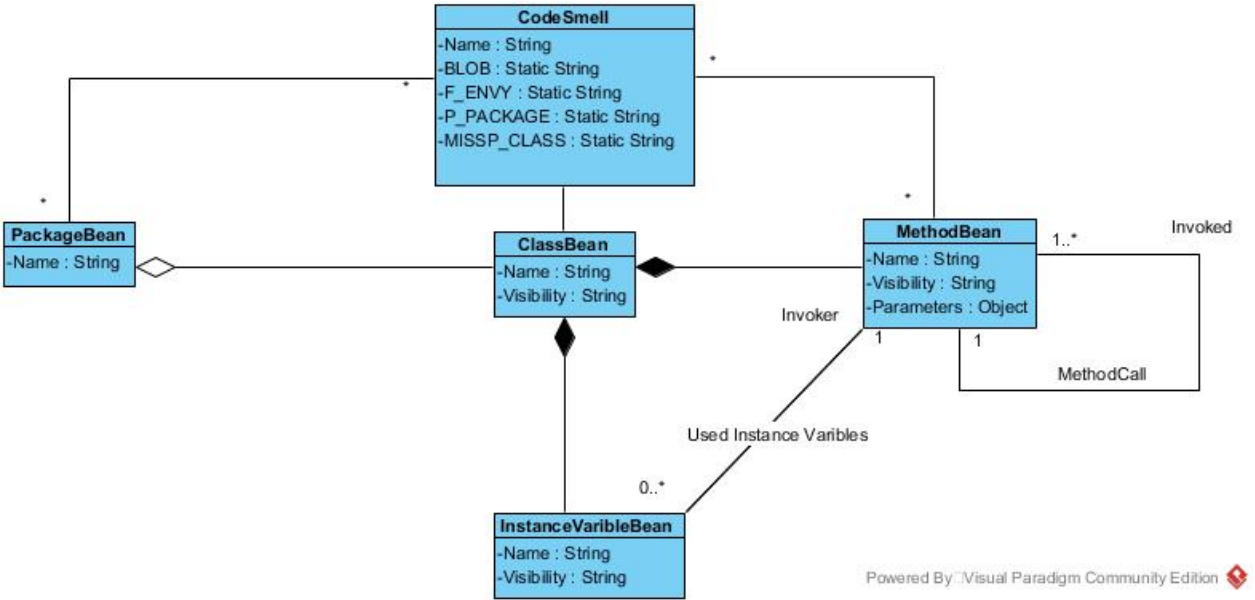 CodeSmell
-Name : String
-BLOB : Static String
-F_ENVY : Static String
-P_PACKAGE : Static String
-MISSP_CLASS : Static String
*
*
*
*
PackageBean
-Name : String
ClassBean
-Name : String
-Visibility : String
MethodBean
-Name : String
-Visibility : String
-Parameters : Object
1..*
Invoked
Invoker
1
1
MethodCall
Used Instance Varibles
0..*
InstanceVaribleBean
-Name : String
-Visibility : String
Powered By Visual Paradigm Community Edition